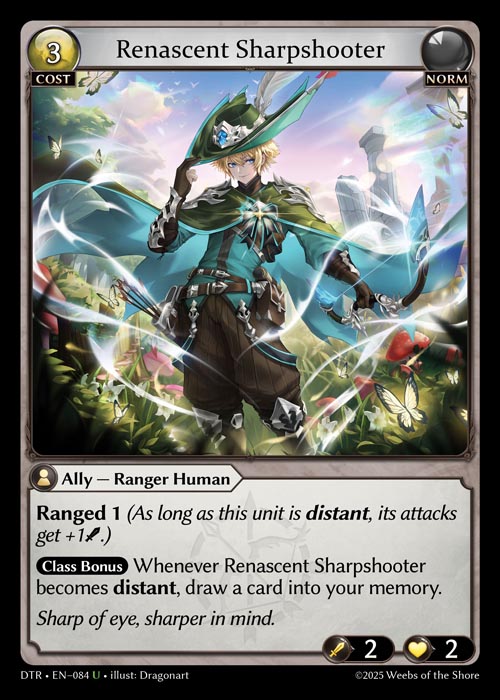 3
COST
Renascent Sharpshooter
NORM
Ally — Ranger Human
Ranged 1 (As long as this unit is distant, its attacks
get +1.)
Class Bonus Whenever Renascent Sharpshooter
becomes distant, draw a card into your memory.
Sharp of eye, sharper in mind.
2
2
DTR • EN–084 U • illust: Dragonart
©2025 Weebs of the Shore